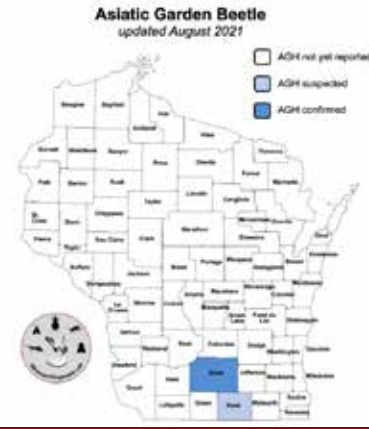 Asiatic Garden Beetle
updated August 2021
AGH not yet reported
AGH suspected
AGH confirmed
Douglas
Bayfield
Iron
Ashland
Vilas
Burnett
Washburn
Sawyer
Florence
Price
Oneida
Forest
Marinette
Polk
Barron
Rusk
Lincoln
Langlade
Taylor
St. Croix
Dunn
Chippewa
Marathon
Menominee
Oconto
Door
Pierce
Pepin
Eau Claire
Clark
Shawano
Kewaunee
Buffalo
Jackson
Wood
Portage
Waupaca
Outagamie
Brown
Manitowoc
La Crosse
Monroe
Juneau
Adams
Waushara
Winnebago
Calumet
Marquette
Green Lake
Fond du Lac
Sheboygan
Vernon
Richland
Sauk
Columbia
Dodge
Washington
Ozaukee
Crawford
Grant
Iowa
Dane
Jefferson
Waukesha
Milwaukee
Lafayette
Green
Rock
Walworth
Racine
Kenosha